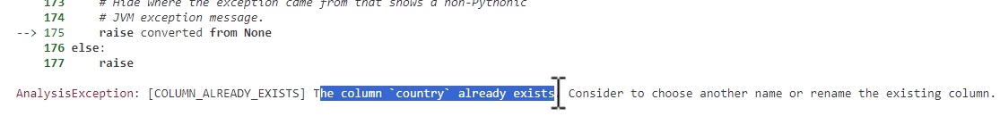 173 # Hide where the exception came from that shows a non-Pythonic
174 # JVM exception message.
--> 175 raise converted from None
176 else:
177 raise
AnalysisException: [COLUMN_ALREADY_EXISTS] The column `country` already exists. Consider to choose another name or rename the existing column.